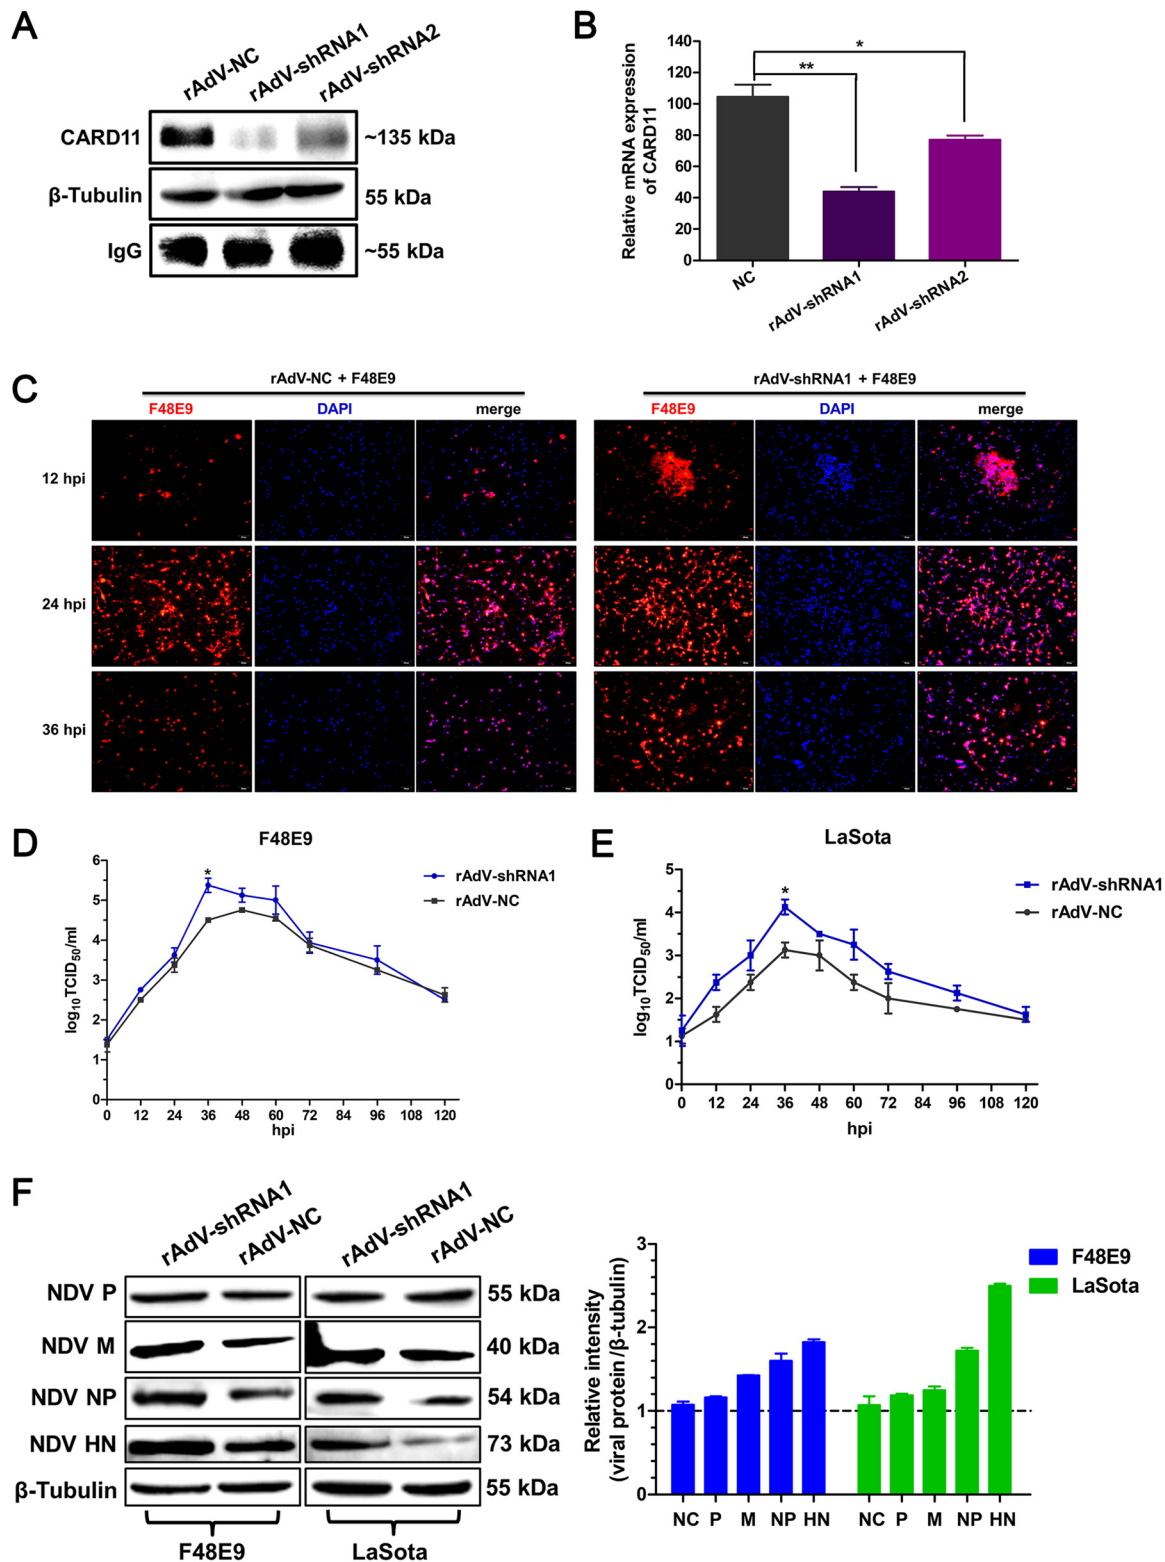 A
rAdV-NC
rAdV-shRNA1
rAdV-shRNA2
CARD11
~135 kDa
β-Tubulin
55 kDa
IgG
~55 kDa
B
Relative mRNA expression
of CARD11
140
120
100
80
60
40
20
0
**
*
NC
rAdV-shRNA1
rAdV-shRNA2
C
rAdV-NC + F48E9
rAdV-shRNA1 + F48E9
F48E9 DAPI merge
F48E9 DAPI merge
12 hpi
24 hpi
36 hpi
D
F48E9
log10TCID50/ml
6
5
4
3
2
1
0
*
rAdV-shRNA1
rAdV-NC
0 12 24 36 48 60 72 84 96 108 120
hpi
E
LaSota
log10TCID50/ml
5
4
3
2
1
0
*
rAdV-shRNA1
rAdV-NC
0 12 24 36 48 60 72 84 96 108 120
hpi
F
rAdV-shRNA1
rAdV-NC
rAdV-shRNA1
rAdV-NC
NDV P
55 kDa
NDV M
40 kDa
NDV NP
54 kDa
NDV HN
73 kDa
β-Tubulin
55 kDa
F48E9
LaSota
Relative intensity
(viral protein/β-tubulin)
3
2
1
0
F48E9
LaSota
NC P M NP HN
NC P M NP HN